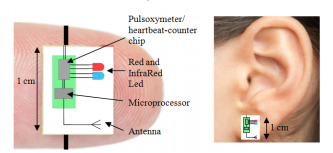 Pulsoxymeter/
heartbeat-counter
chip
1 cm
Red and
InfraRed
Led
Microprocessor
Antenna
1 cm